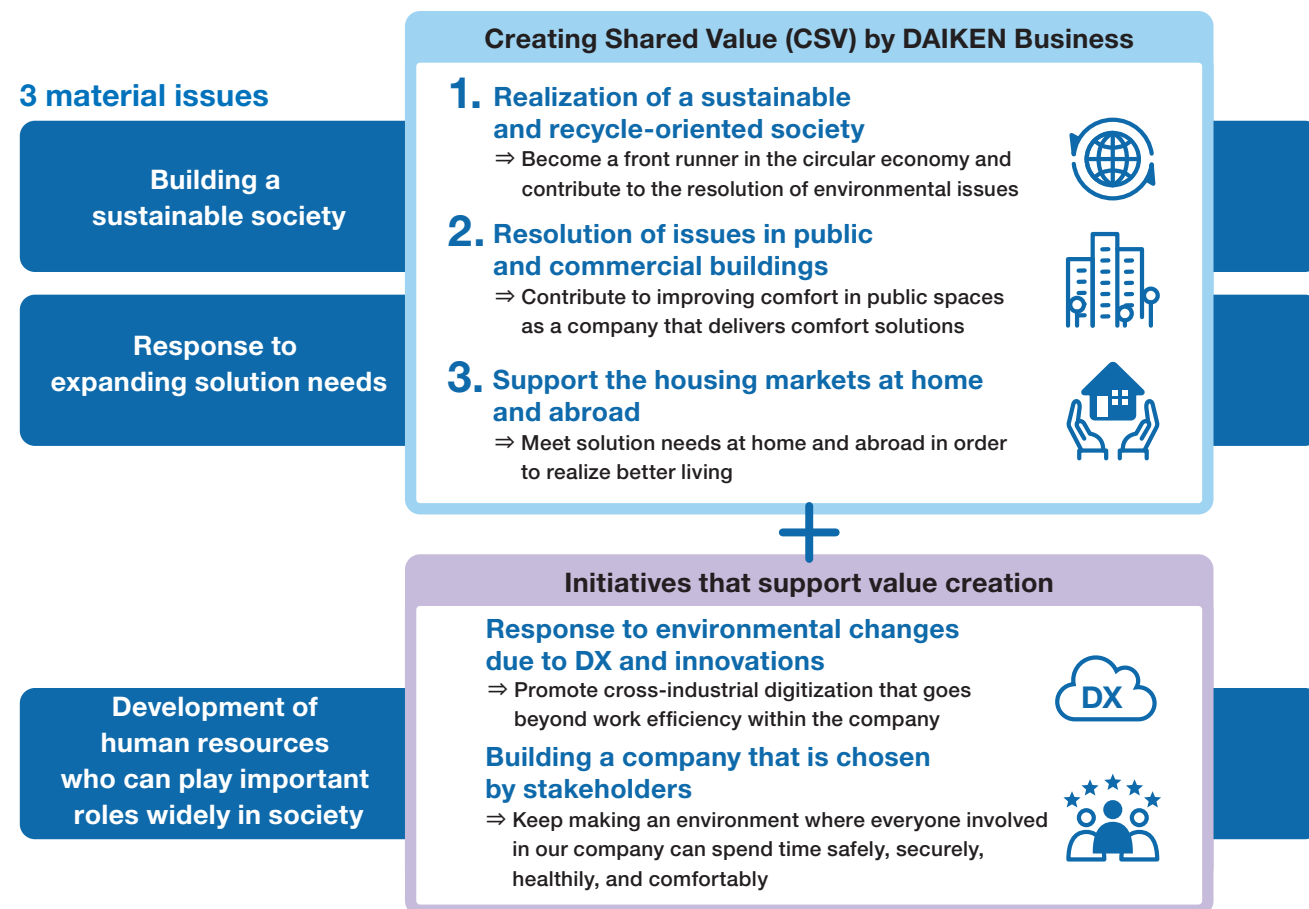 3 material issues
Building a
sustainable society
Response to
expanding solution needs
Development of
human resources
who can play important
roles widely in society
Creating Shared Value (CSV) by DAIKEN Business
1. Realization of a sustainable
and recycle-oriented society
⇒ Become a front runner in the circular economy and
contribute to the resolution of environmental issues
2. Resolution of issues in public
and commercial buildings
⇒ Contribute to improving comfort in public spaces
as a company that delivers comfort solutions
3. Support the housing markets at home
and abroad
⇒ Meet solution needs at home and abroad in order
to realize better living
+
Initiatives that support value creation
Response to environmental changes
due to DX and innovations
⇒ Promote cross-industrial digitization that goes
beyond work efficiency within the company
DX
Building a company that is chosen
by stakeholders
⇒ Keep making an environment where everyone involved
in our company can spend time safely, securely,
healthily, and comfortably